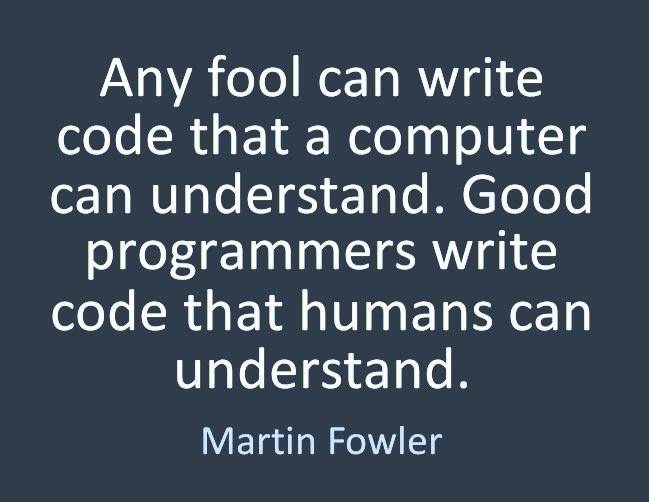 Any fool can write
code that a computer
can understand. Good
programmers write
code that humans can
understand.
Martin Fowler